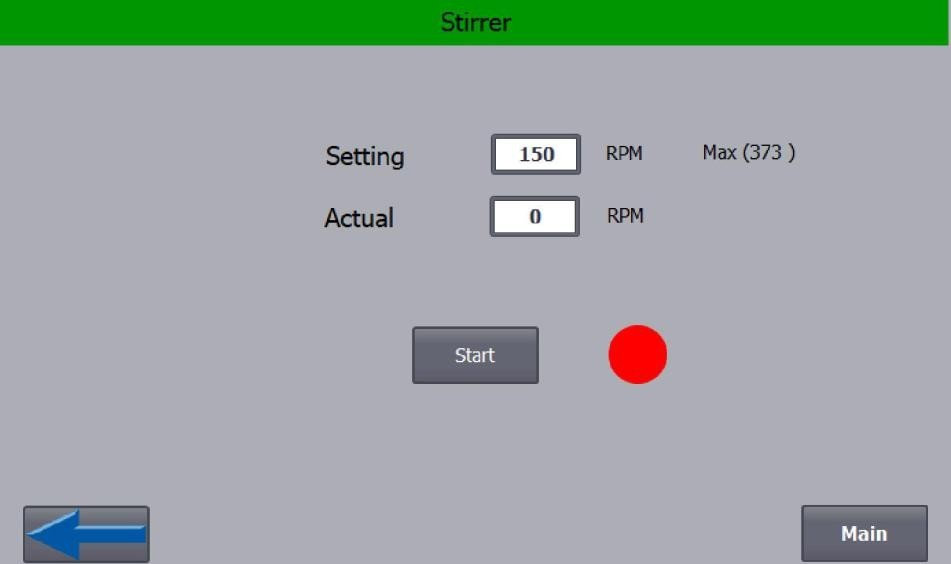 Stirrer
Setting 150 RPM Max (373 )
Actual 0 RPM
Start
Main